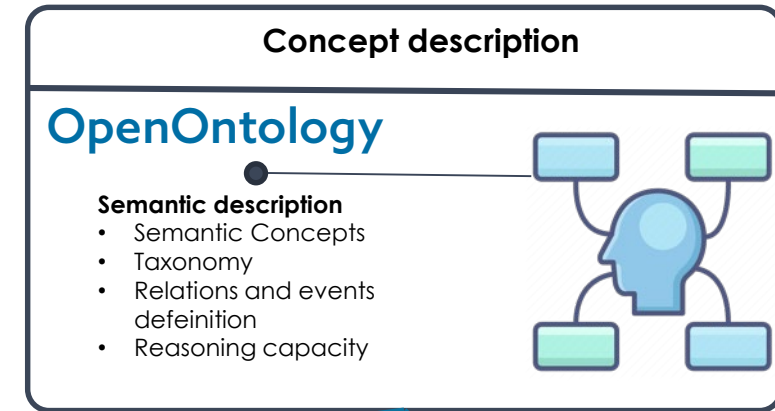 Concept description
OpenOntology
Semantic description
• Semantic Concepts
• Taxonomy
• Relations and events
defeinition
• Reasoning capacity